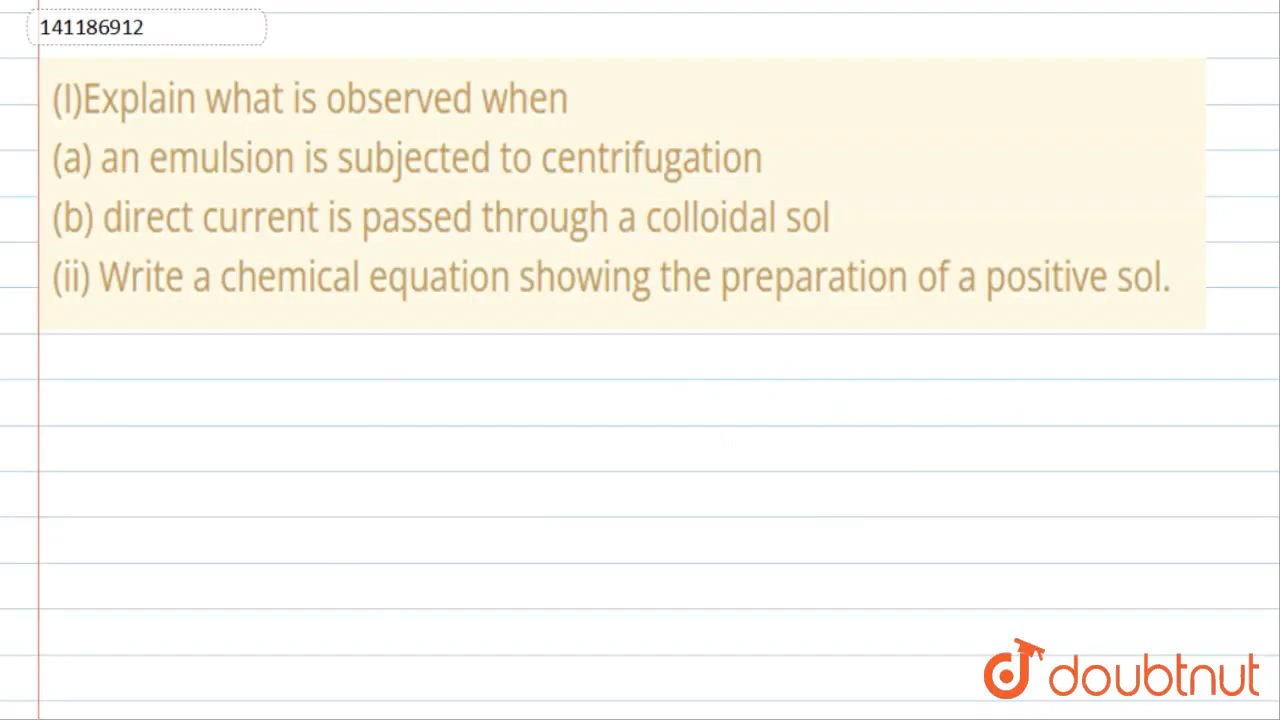 141186912
(I)Explain what is observed when
(a) an emulsion is subjected to centrifugation
(b) direct current is passed through a colloidal sol
(ii) Write a chemical equation showing the preparation of a positive sol.
doubtnut